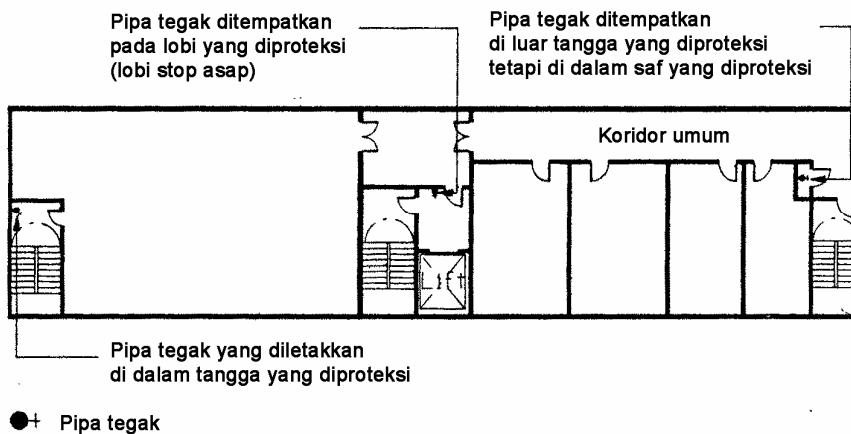 Pipa tegak ditempatkan
pada lobi yang diproteksi
(lobi stop asap)
Pipa tegak ditempatkan
di luar tangga yang diproteksi
tetapi di dalam saf yang diproteksi
Koridor umum
Pipa tegak yang diletakkan
di dalam tangga yang diproteksi
Pipa tegak